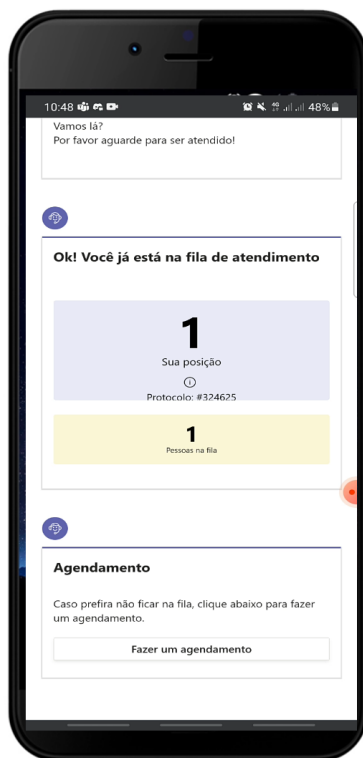 10:48 48%
Vamos lá?
Por favor aguarde para ser atendido!
Ok! Você já está na fila de atendimento
1
Sua posição
Protocolo: #324625
1
Pessoas na fila
Agendamento
Caso prefira não ficar na fila, clique abaixo para fazer
um agendamento.
Fazer um agendamento